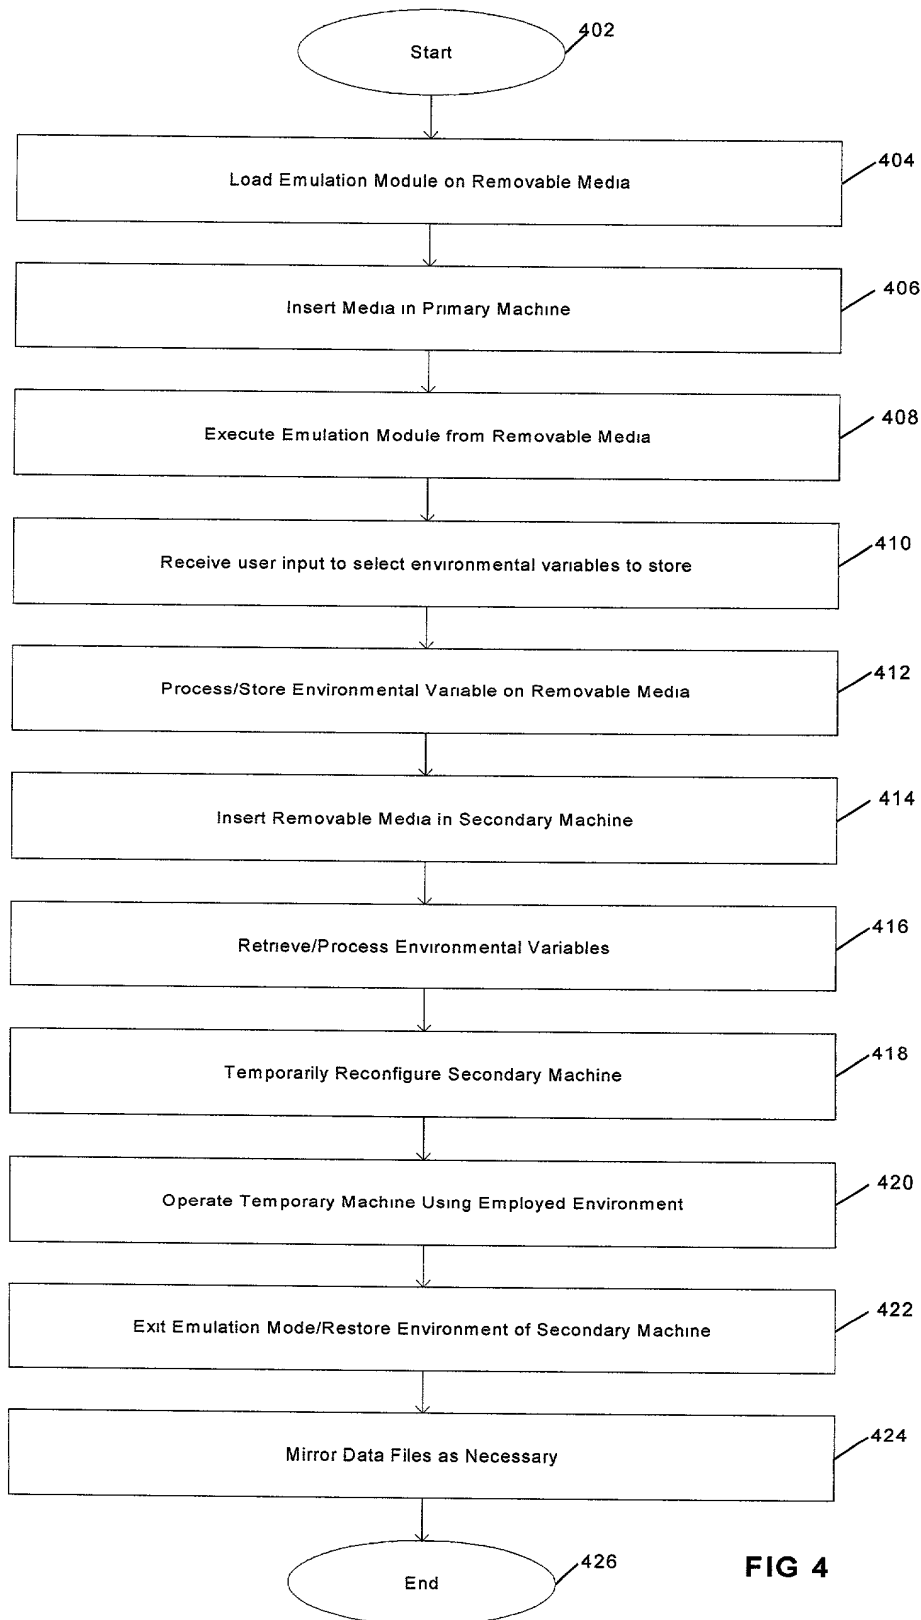 402
Start
404
Load Emulation Module on Removable Media
406
Insert Media in Primary Machine
408
Execute Emulation Module from Removable Media
410
Receive user input to select environmental variables to store
412
Process/Store Environmental Variable on Removable Media
414
Insert Removable Media in Secondary Machine
416
Retrieve/Process Environmental Variables
418
Temporarily Reconfigure Secondary Machine
420
Operate Temporary Machine Using Employed Environment
422
Exit Emulation Mode/Restore Environment of Secondary Machine
424
Mirror Data Files as Necessary
426
End
FIG 4